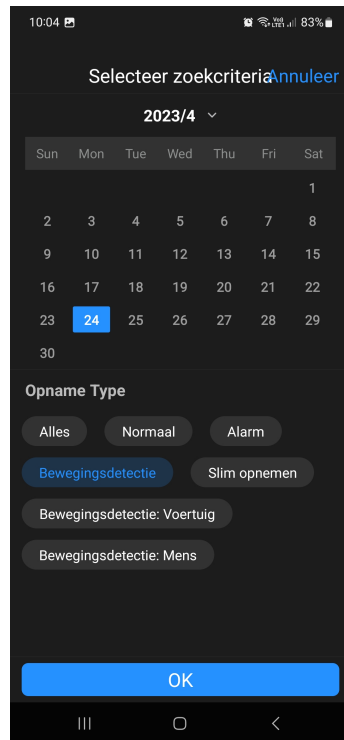 10:04 83%
Selecteer zoekcriteria Annuleer
2023/4
Sun Mon Tue Wed Thu Fri Sat
1
2 3 4 5 6 7 8
9 10 11 12 13 14 15
16 17 18 19 20 21 22
23 24 25 26 27 28 29
30
Opname Type
Alles Normaal Alarm
Bewegingsdetectie Slim opnemen
Bewegingsdetectie: Voertuig
Bewegingsdetectie: Mens
OK